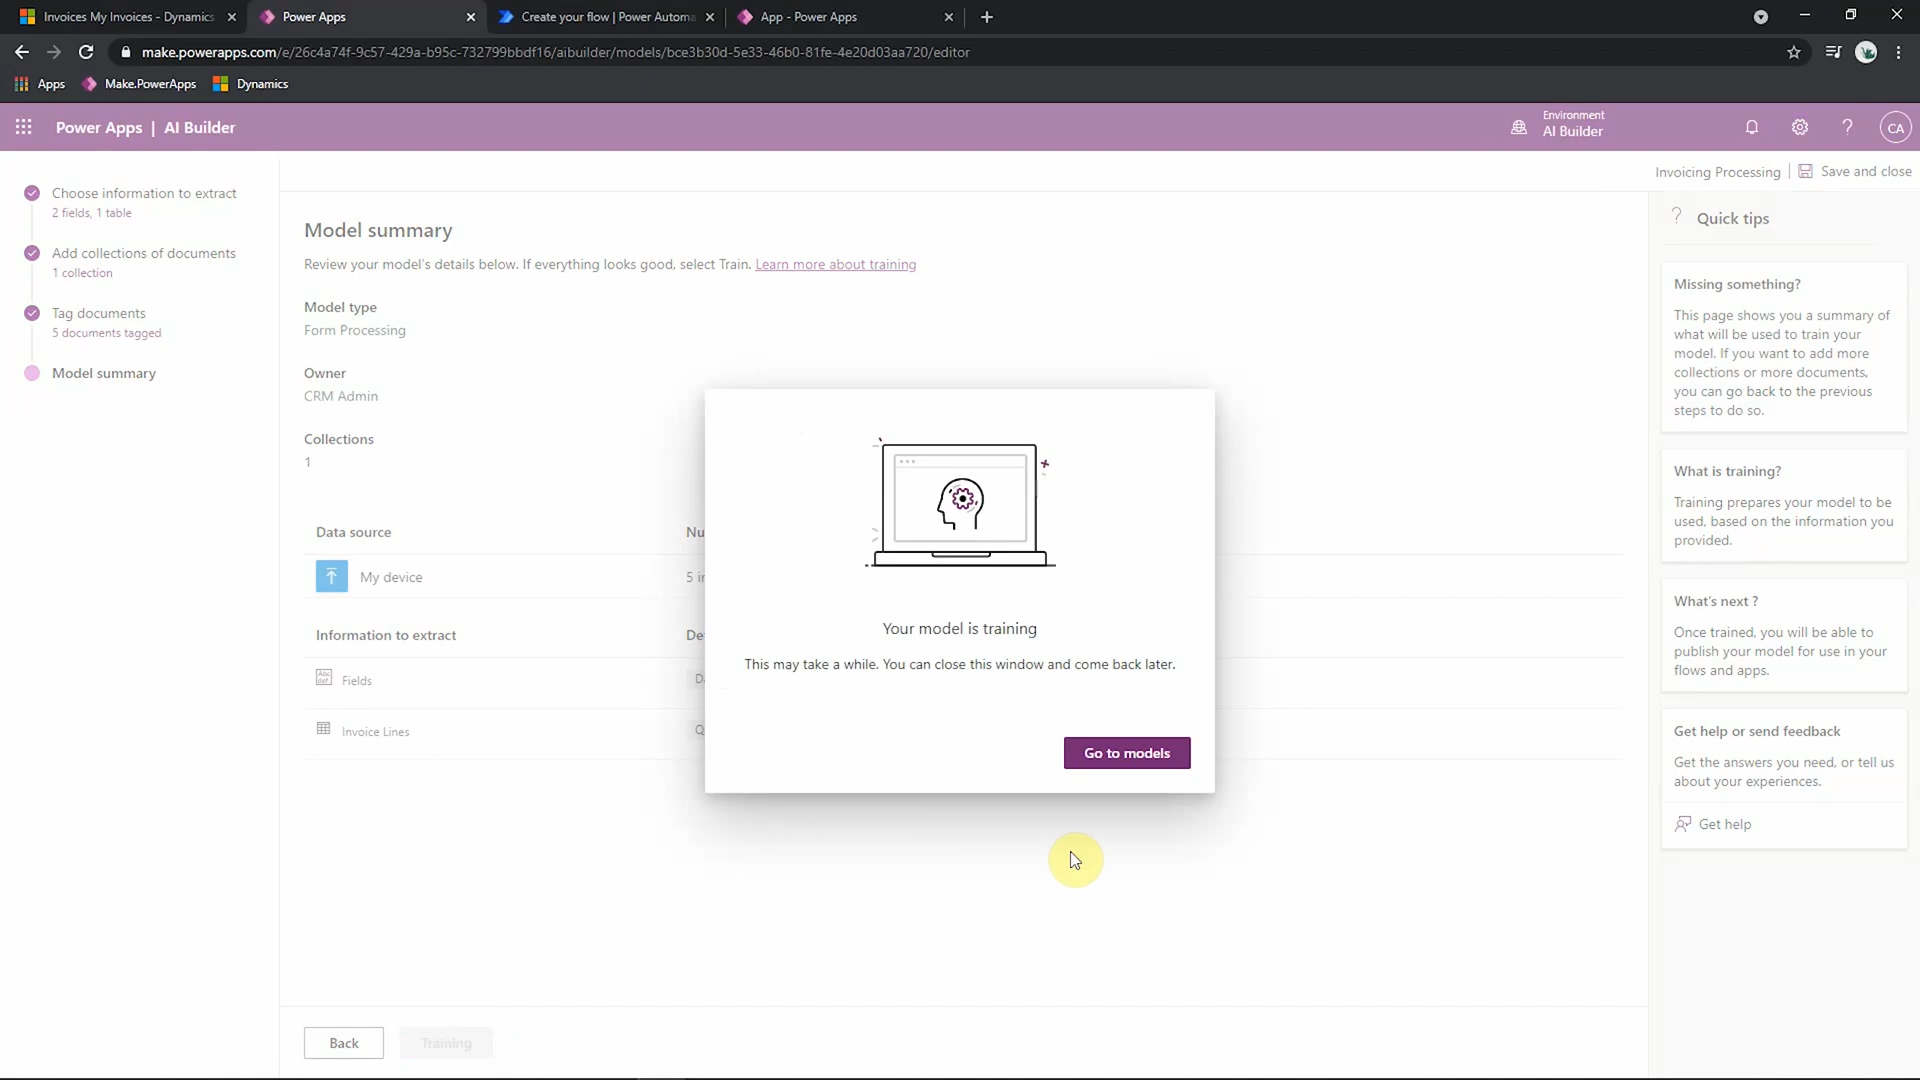 Invoices My Invoices - Dynamics
Power Apps
Create your flow | Power Automa
App - Power Apps
make.powerapps.com/e/26c4a74f-9c57-429a-b95c-732799bbdf16/aibuilder/models/bce3b30d-5e33-46b0-81fe-4e20d03aa720/editor
Apps
Make.PowerApps
Dynamics
Power Apps | AI Builder
Environment
AI Builder
CA
Invoicing Processing
Save and close
Choose information to extract
2 fields, 1 table
Add collections of documents
1 collection
Tag documents
5 documents tagged
Model summary
Model summary
Review your model's details below. If everything looks good, select Train. Learn more about training
Model type
Form Processing
Owner
CRM Admin
Collections
1
Data source
Nu
My device
5 in
Information to extract
De
Fields
D
Invoice Lines
Q
Your model is training
This may take a while. You can close this window and come back later.
Go to models
Quick tips
Missing something?
This page shows you a summary of
what will be used to train your
model. If you want to add more
collections or more documents,
you can go back to the previous
steps to do so.
What is training?
Training prepares your model to be
used, based on the information you
provided.
What's next ?
Once trained, you will be able to
publish your model for use in your
flows and apps.
Get help or send feedback
Get the answers you need, or tell us
about your experiences.
Get help
Back
Training